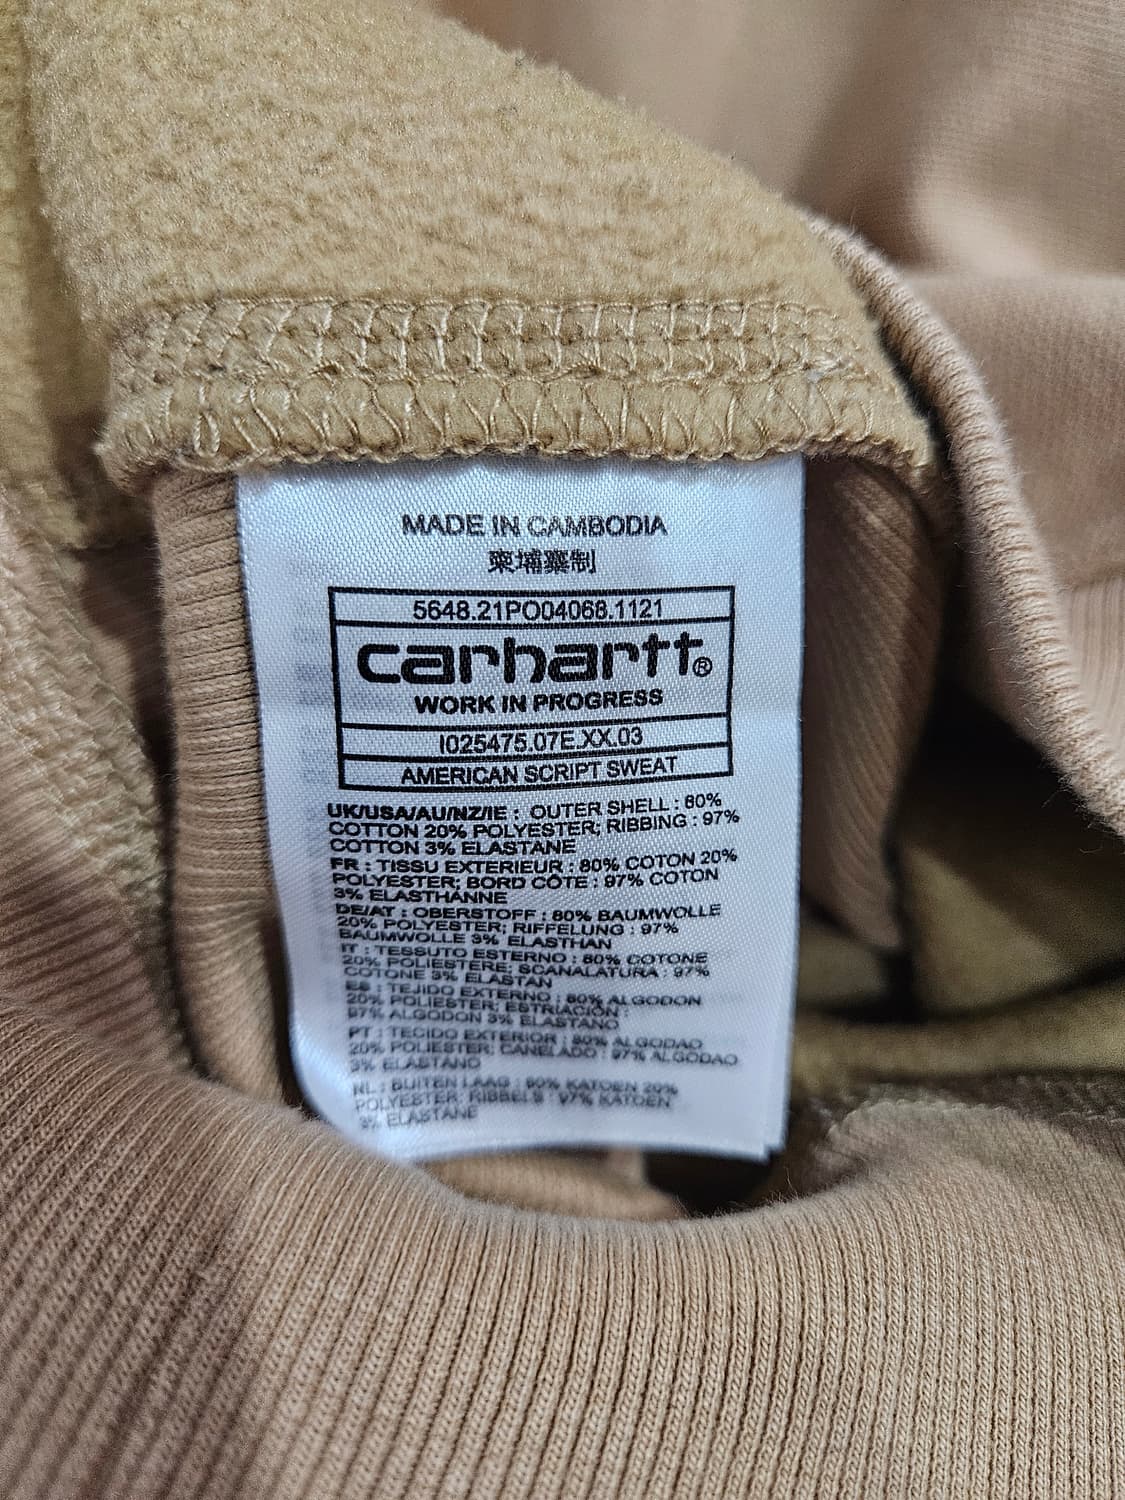 MADE IN CAMBODIA
柬埔寨制
5648.21PO04068.1121
carhartt®
WORK IN PROGRESS
I025475.07E.XX.03
AMERICAN SCRIPT SWEAT
UK/USA/AU/NZ/IE : OUTER SHELL : 80%
COTTON 20% POLYESTER; RIBBING : 97%
COTTON 3% ELASTANE
FR : TISSU EXTERIEUR : 80% COTON 20%
POLYESTER; BORD CÔTE : 97% COTON
3% ELASTHANNE
DE/AT : OBERSTOFF : 80% BAUMWOLLE
20% POLYESTER; RIFFELUNG : 97%
BAUMWOLLE 3% ELASTHAN
IT : TESSUTO ESTERNO : 80% COTONE
20% POLIESTERE; SCANALATURA : 97%
COTONE 3% ELASTAN
ES : TEJIDO EXTERNO : 80% ALGODON
20% POLIESTER; ESTRIACIÓN :
97% ALGODON 3% ELASTANO
PT : TECIDO EXTERIOR : 80% ALGODAO
20% POLIESTER; CANELADO : 97% ALGODAO
3% ELASTANO
NL : BUITEN LAAG : 80% KATOEN 20%
POLYESTER; RIBBELS : 97% KATOEN
3% ELASTANE